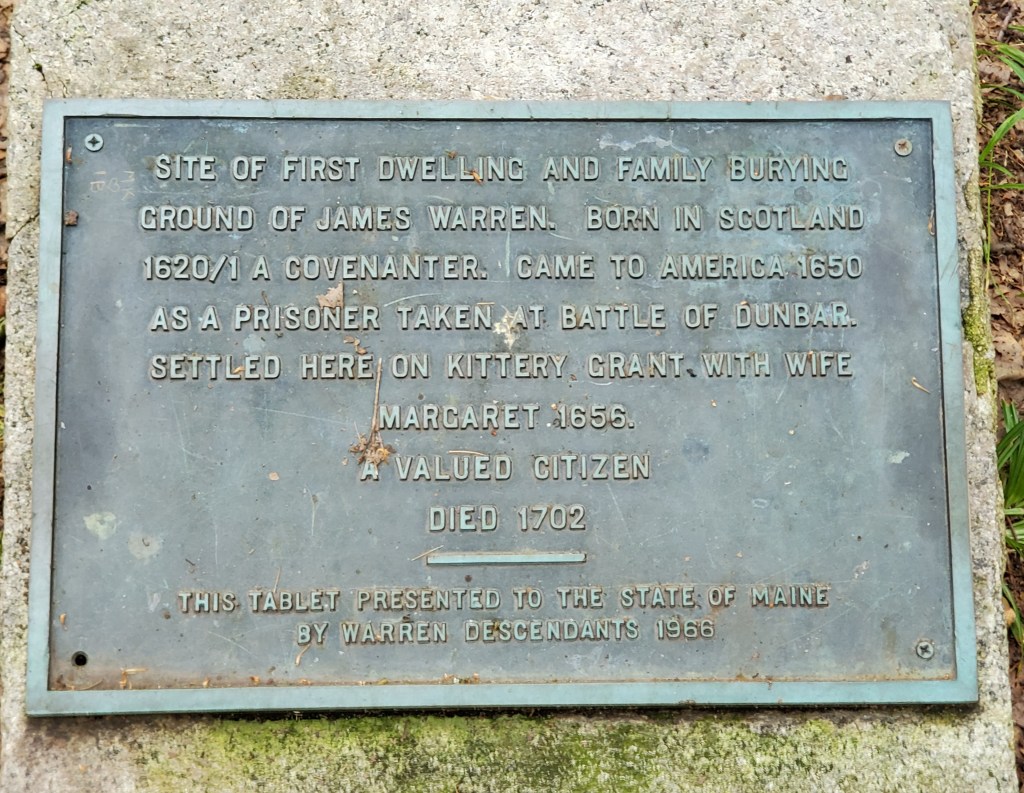 SITE OF FIRST DWELLING AND FAMILY BURYING
GROUND OF JAMES WARREN. BORN IN SCOTLAND
1620/1 A COVENANTER. CAME TO AMERICA 1650
AS A PRISONER TAKEN AT BATTLE OF DUNBAR.
SETTLED HERE ON KITTERY GRANT WITH WIFE
MARGARET 1656.
A VALUED CITIZEN
DIED 1702
THIS TABLET PRESENTED TO THE STATE OF MAINE
BY WARREN DESCENDANTS 1966